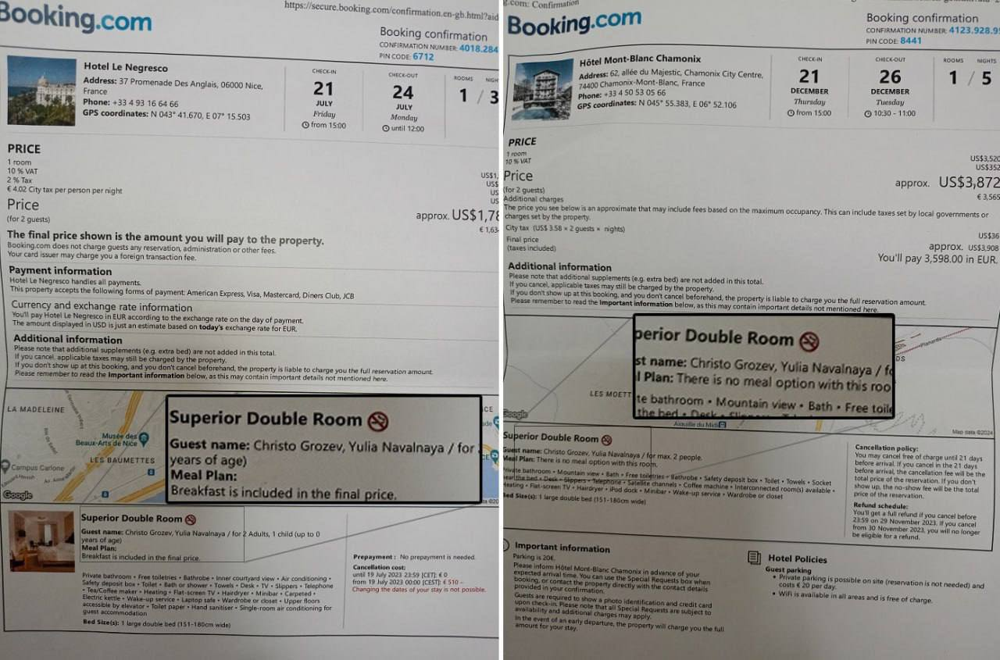 https://secure.booking.com/confirmation.en-gb.html?aid
Booking.com
Booking confirmation
CONFIRMATION NUMBER: 4018.284
PIN CODE: 6712
Hotel Le Negresco
Address: 37 Promenade Des Anglais, 06000 Nice,
France
Phone: +33 4 93 16 64 66
GPS coordinates: N 043° 41.670, E 07° 15.503
CHECK-IN
21
JULY
Friday
from 15:00
CHECK-OUT
24
JULY
Monday
until 12:00
ROOMS NIGH
1 / 3
PRICE
1 room
10 % VAT
2 % Tax
€ 4.02 City tax per person per night
US$1,
US$
US
US
Price
(for 2 guests)
approx. US$1,78
€ 1,63
The final price shown is the amount you will pay to the property.
Booking.com does not charge guests any reservation, administration or other fees.
Your card issuer may charge you a foreign transaction fee.
Payment information
Hotel Le Negresco handles all payments.
This property accepts the following forms of payment: American Express, Visa, Mastercard, Diners Club, JCB
Currency and exchange rate information
You'll pay Hotel Le Negresco in EUR according to the exchange rate on the day of payment.
The amount displayed in USD is just an estimate based on today's exchange rate for EUR.
Additional information
Please note that additional supplements (e.g. extra bed) are not added in this total.
If you cancel, applicable taxes may still be charged by the property.
If you don't show up at this booking, and you don't cancel beforehand, the property is liable to charge you the full reservation amount.
Please remember to read the Important information below, as this may contain important details not mentioned here.
LA MADELEINE
Musée des
Beaux-Arts de Nice
LES BAUMETTES
Campus Carlone
Google
Superior Double Room
Guest name: Christo Grozev, Yulia Navalnaya / for
years of age)
Meal Plan:
Breakfast is included in the final price.
Superior Double Room
Guest name: Christo Grozev, Yulia Navalnaya / for 2 Adults, 1 child (up to 0
years of age)
Meal Plan:
Breakfast is included in the final price.
Private bathroom • Free toiletries • Bathrobe • Inner courtyard view • Air conditioning •
Safety deposit box • Toilet • Bath or shower • Towels • Desk • TV • Slippers • Telephone
• Tea/Coffee maker • Heating • Flat-screen TV • Hairdryer • Minibar • Carpeted •
Electric kettle • Wake-up service • Laptop safe • Wardrobe or closet • Upper floors
accessible by elevator • Toilet paper • Hand sanitiser • Single-room air conditioning for
guest accommodation
Bed Size(s): 1 large double bed (151-180cm wide)
Prepayment : No prepayment is needed.
Cancellation cost:
until 19 July 2023 23:59 [CET]: € 0
from 19 July 2023 00:00 [CEST]: € 510 –
Changing the dates of your stay is not possible.
g.com: Confirmation
Booking.com
Booking confirmation
CONFIRMATION NUMBER: 4123.928.9
PIN CODE: 8441
Hôtel Mont-Blanc Chamonix
Address: 62, allée du Majestic, Chamonix City Centre,
74400 Chamonix-Mont-Blanc, France
Phone: +33 4 50 53 05 66
GPS coordinates: N 045° 55.383, E 06° 52.106
CHECK-IN
21
DECEMBER
Thursday
from 15:00
CHECK-OUT
26
DECEMBER
Tuesday
10:30 - 11:00
ROOMS NIGHTS
1 / 5
PRICE
1 room
10 % VAT
US$3,520
US$352
Price
(for 2 guests)
approx. US$3,872
€ 3,565
Additional charges
The price you see below is an approximate that may include fees based on the maximum occupancy. This can include taxes set by local governments or
charges set by the property.
City tax (US$ 3.58 × 2 guests × nights)
US$36
Final price
(taxes included)
approx. US$3,908
You'll pay 3,598.00 in EUR.
Additional information
Please note that additional supplements (e.g. extra bed) are not added in this total.
If you cancel, applicable taxes may still be charged by the property.
If you don't show up at this booking, and you don't cancel beforehand, the property is liable to charge you the full reservation amount.
Please remember to read the Important information below, as this may contain important details not mentioned here.
LES MOETT
Google
Aiguille du Midi
Planards
DS
Map data ©2024
perior Double Room
st name: Christo Grozev, Yulia Navalnaya / fo
l Plan: There is no meal option with this roo
te bathroom • Mountain view • Bath • Free toile
the bed • Desk • Slippers •
Superior Double Room
Guest name: Christo Grozev, Yulia Navalnaya / for max. 2 people.
Meal Plan: There is no meal option with this room.
Private bathroom • Mountain view • Bath • Free toiletries • Bathrobe • Safety deposit box • Toilet • Towels • Socket
near the bed • Desk • Slippers • Telephone • Satellite channels • Coffee machine • Interconnected room(s) available •
Heating • Flat-screen TV • Hairdryer • iPod dock • Minibar • Wake-up service • Wardrobe or closet
Bed Size(s): 1 large double bed (151-180cm wide)
Cancellation policy:
You may cancel free of charge until 21 days
before arrival. If you cancel in the 21 days
before arrival, the cancellation fee will be the
total price of the reservation. If you don't
show up, the no-show fee will be the total
price of the reservation.
Refund schedule:
You'll get a full refund if you cancel before
23:59 on 29 November 2023. If you cancel
from 30 November 2023, you will no longer
be eligible for a refund.
Important information
Parking is 20€.
Please inform Hôtel Mont-Blanc Chamonix in advance of your
expected arrival time. You can use the Special Requests box when
booking, or contact the property directly with the contact details
provided in your confirmation.
Guests are required to show a photo identification and credit card
upon check-in. Please note that all Special Requests are subject to
availability and additional charges may apply.
In the event of an early departure, the property will charge you the full
amount for your stay.
Hotel Policies
Guest parking
• Private parking is possible on site (reservation is not needed) and
costs € 20 per day.
• WiFi is available in all areas and is free of charge.